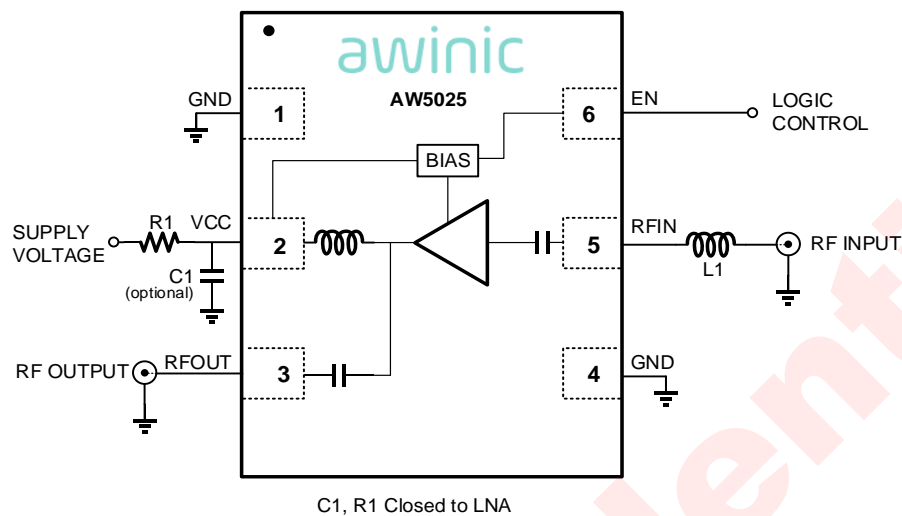 awinic
AW5025
GND
1
6
EN
LOGIC
CONTROL
BIAS
SUPPLY
VOLTAGE
R1
VCC
2
5
RFIN
RF INPUT
L1
C1
(optional)
RF OUTPUT
RFOUT
3
4
GND
C1, R1 Closed to LNA